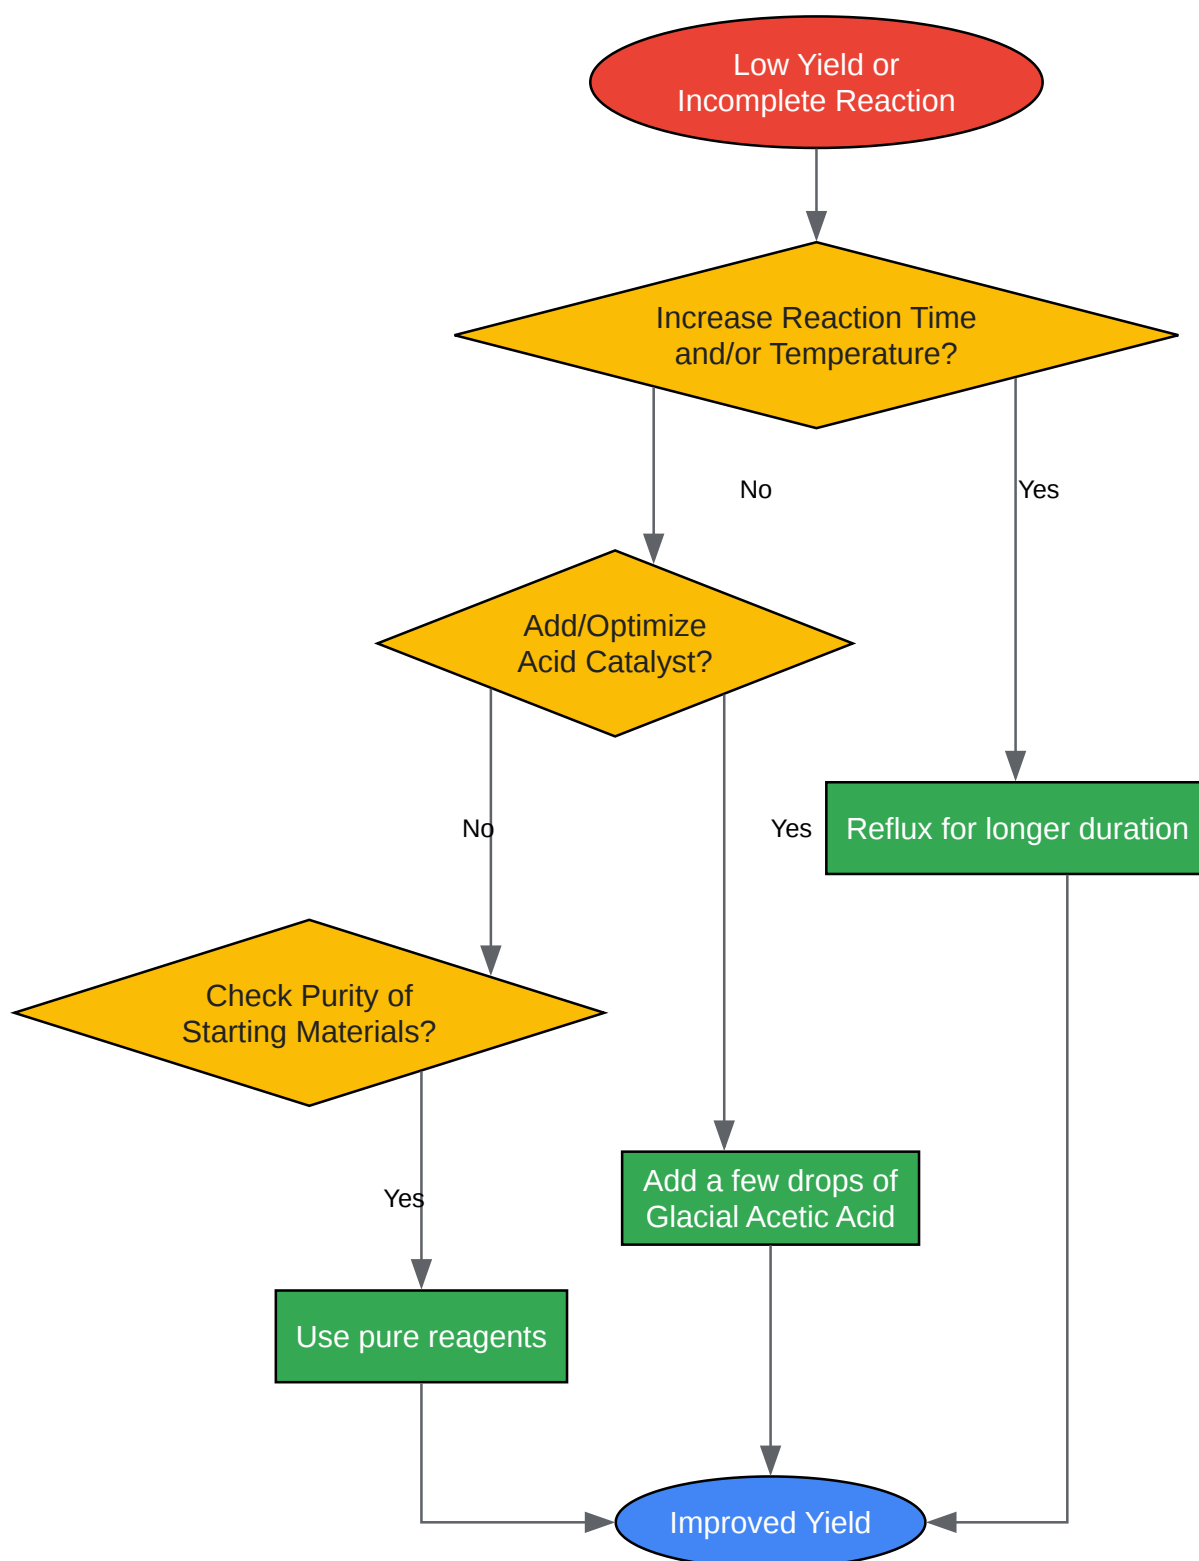 Low Yield or
Incomplete Reaction
Increase Reaction Time
and/or Temperature?
No
Yes
Add/Optimize
Acid Catalyst?
No
Yes
Reflux for longer duration
Check Purity of
Starting Materials?
Add a few drops of
Glacial Acetic Acid
Yes
Use pure reagents
Improved Yield